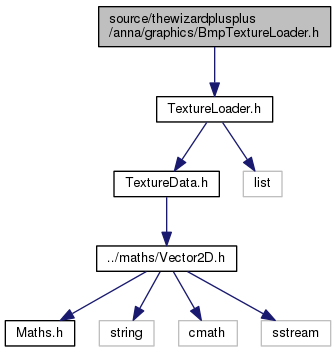 source/thewizardplusplus
/anna/graphics/BmpTextureLoader.h
TextureLoader.h
TextureData.h
list
../maths/Vector2D.h
Maths.h
string
cmath
sstream